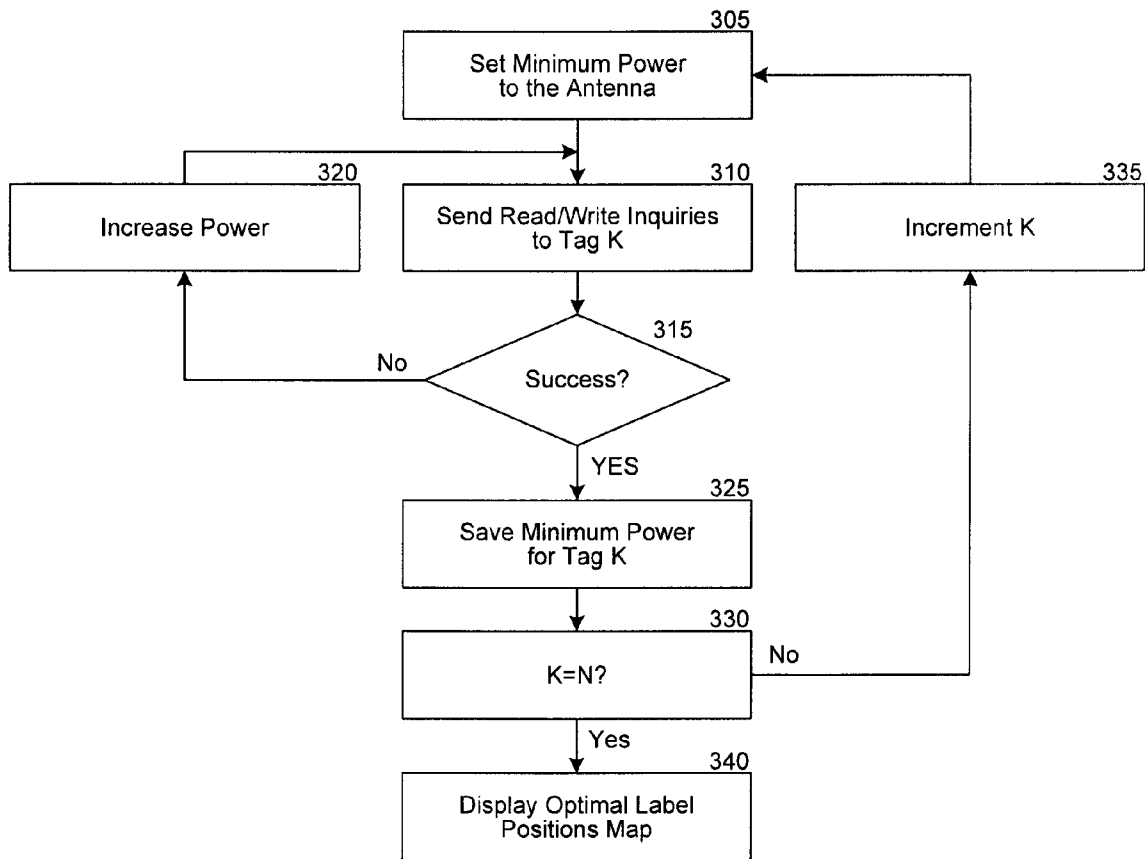 305
Set Minimum Power
to the Antenna
320
Increase Power
310
Send Read/Write Inquiries
to Tag K
335
Increment K
315
Success?
No
YES
325
Save Minimum Power
for Tag K
330
K=N?
No
Yes
340
Display Optimal Label
Positions Map